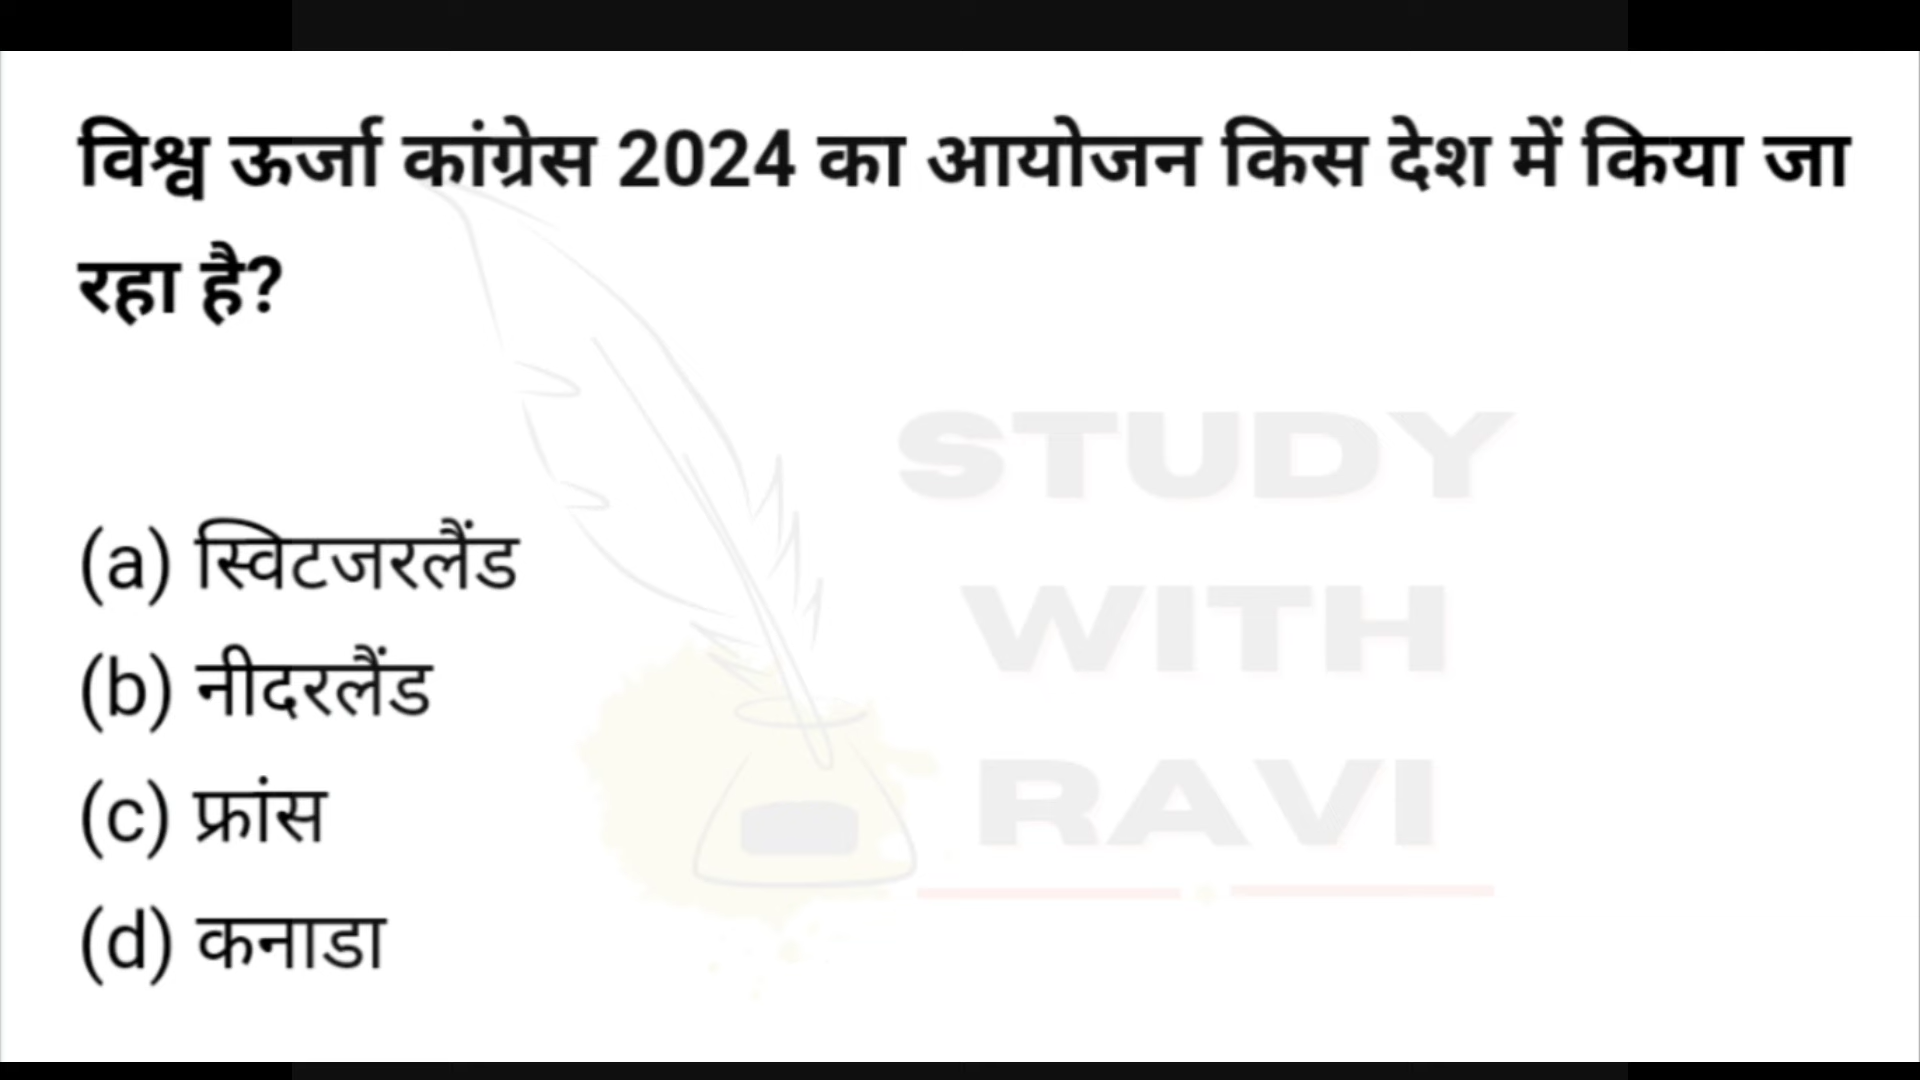 विश्व ऊर्जा कांग्रेस 2024 का आयोजन किस देश में किया जा
रहा है?
(a) स्विटजरलैंड
(b) नीदरलैंड
(c) फ्रांस
(d) कनाडा
STUDY
WITH
RAVI